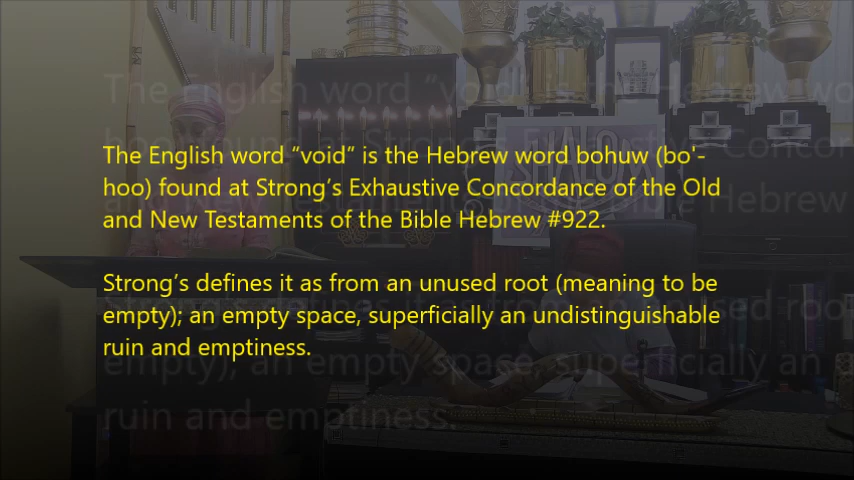 The English word “void” is the Hebrew word bohuw (bo'-
hoo) found at Strong’s Exhaustive Concordance of the Old
and New Testaments of the Bible Hebrew #922.
Strong’s defines it as from an unused root (meaning to be
empty); an empty space, superficially an undistinguishable
ruin and emptiness.